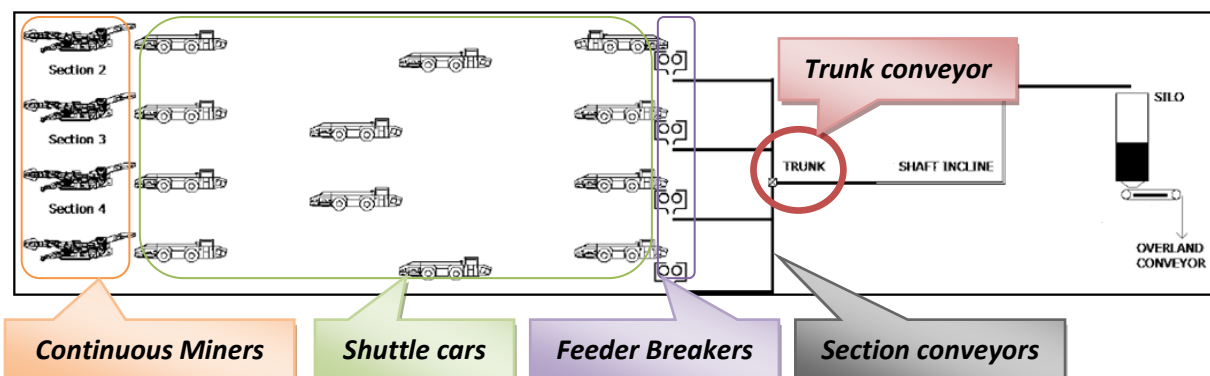 Section 2
Section 3
Section 4
Trunk conveyor
TRUNK
SHAFT INCLINE
SILO
OVERLAND
CONVEYOR
Continuous Miners
Shuttle cars
Feeder Breakers
Section conveyors